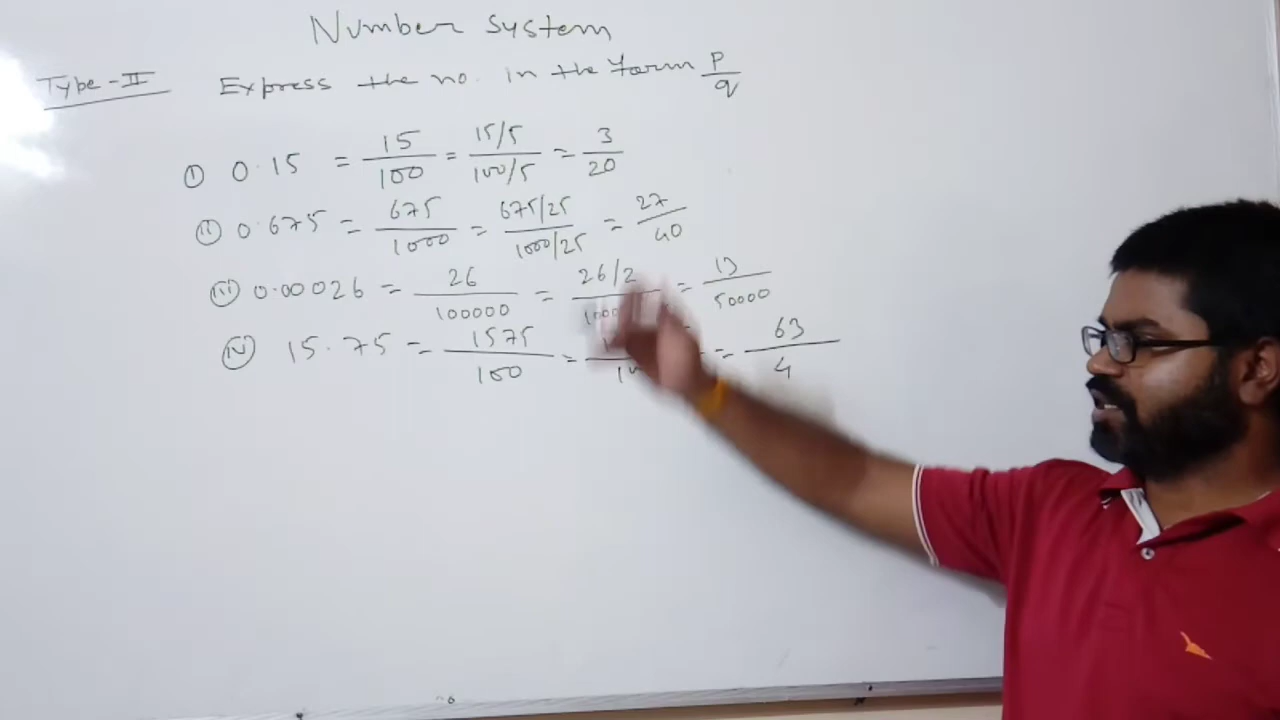 Number System
Type-II Express the no. in the form p/q
(i) 0.15 = 15/100 = (15/5)/(100/5) = 3/20
(ii) 0.675 = 675/1000 = (675/25)/(1000/25) = 27/40
(iii) 0.00026 = 26/100000 = 26/2 = 13/50000
(iv) 15.75 = 1575/100 = = 63/4